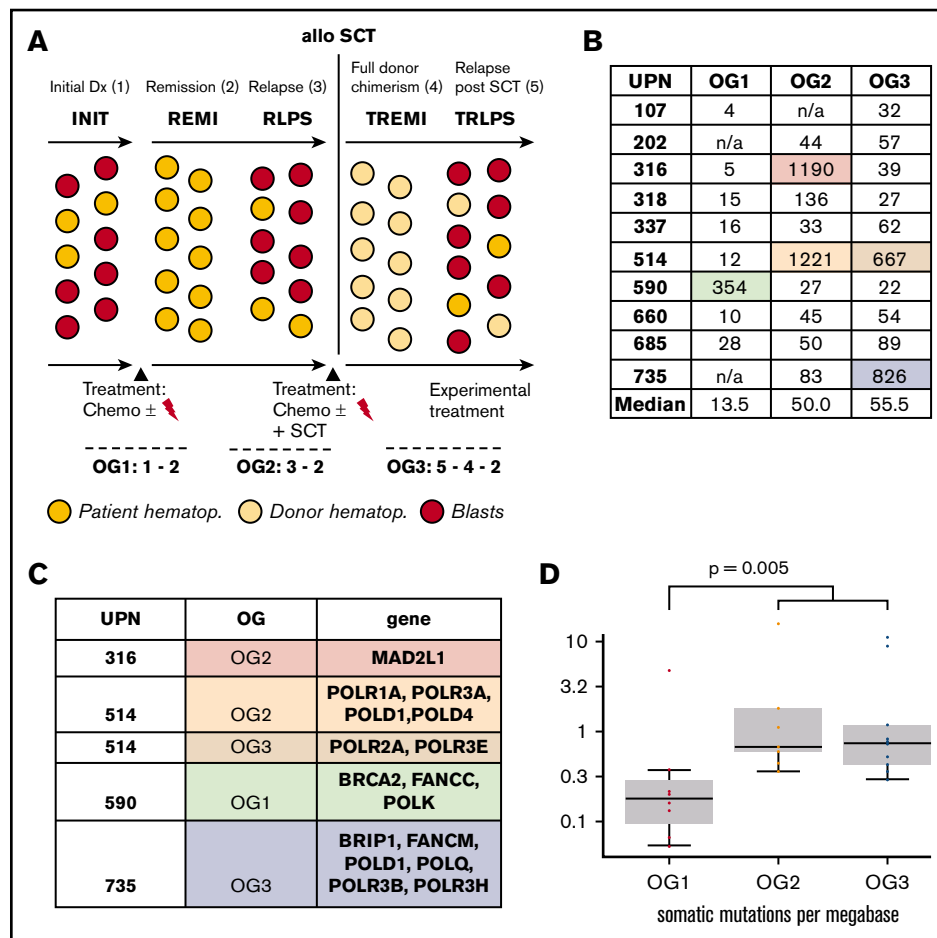 A
allo SCT
Initial Dx (1) Remission (2) Relapse (3) Full donor chimerism (4) Relapse post SCT (5)
INIT REMI RLPS TREMI TRLPS
Treatment:
Chemo ±
Treatment:
Chemo ±
+ SCT
Experimental
treatment
OG1: 1 - 2 OG2: 3 - 2 OG3: 5 - 4 - 2
Patient hematop. Donor hematop. Blasts
B
UPN OG1 OG2 OG3
107 4 n/a 32
202 n/a 44 57
316 5 1190 39
318 15 136 27
337 16 33 62
514 12 1221 667
590 354 27 22
660 10 45 54
685 28 50 89
735 n/a 83 826
Median 13.5 50.0 55.5
C
UPN OG gene
316 OG2 MAD2L1
514 OG2 POLR1A, POLR3A,
POLD1,POLD4
514 OG3 POLR2A, POLR3E
590 OG1 BRCA2, FANCC,
POLK
735 OG3 BRIP1, FANCM,
POLD1, POLQ,
POLR3B, POLR3H
D
p = 0.005
10
3.2
1
0.3
0.1
OG1 OG2 OG3
somatic mutations per megabase